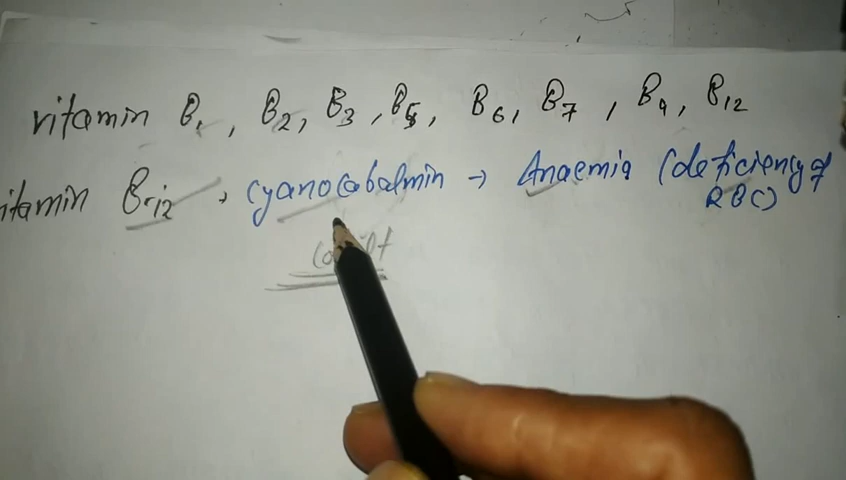 vitamin B1, B2, B3, B5, B6, B7, B9, B12
itamin B12 → Cyanocobalmin → Anaemia (deficiency of
RBC)